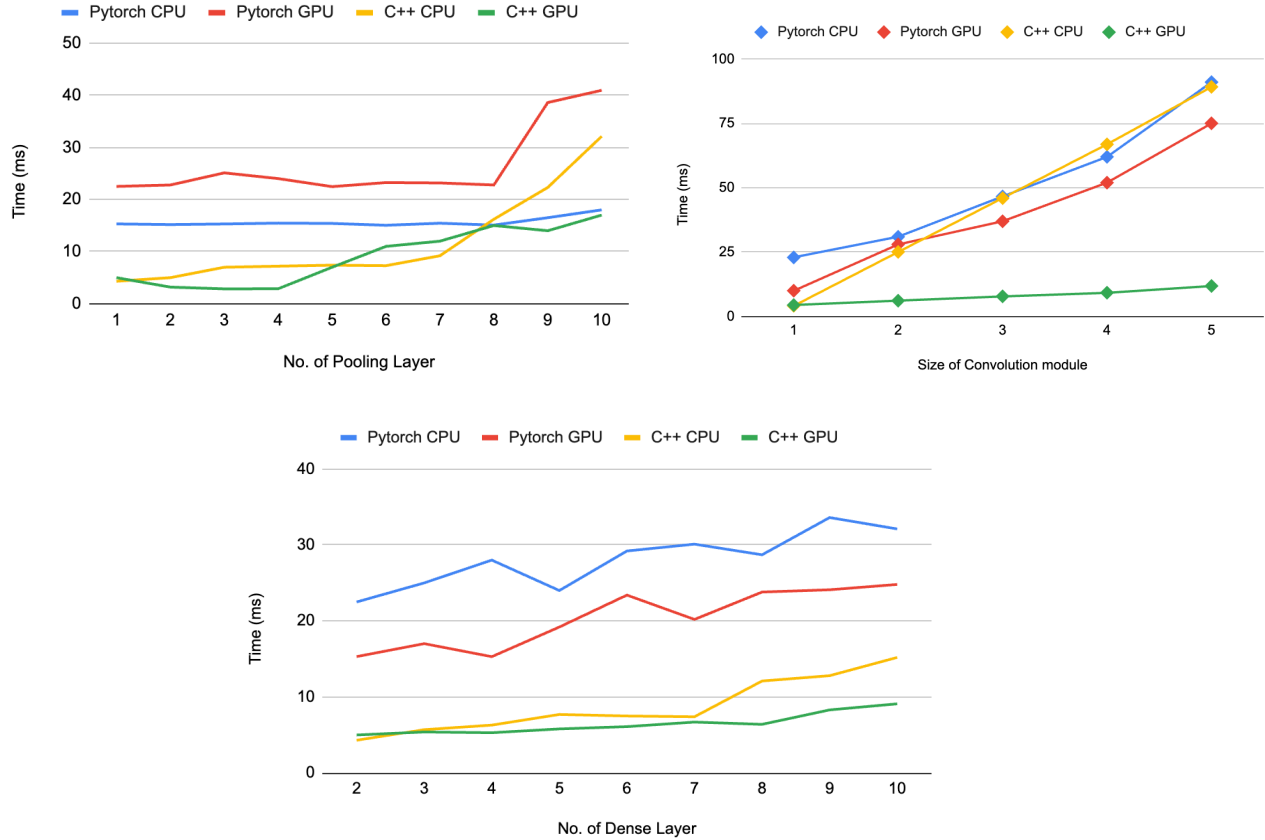 Pytorch CPU Pytorch GPU C++ CPU C++ GPU
50
40
30
20
10
0
Time (ms)
1 2 3 4 5 6 7 8 9 10
No. of Pooling Layer
Pytorch CPU Pytorch GPU C++ CPU C++ GPU
100
75
50
25
0
Time (ms)
1 2 3 4 5
Size of Convolution module
Pytorch CPU Pytorch GPU C++ CPU C++ GPU
40
30
20
10
0
Time (ms)
2 3 4 5 6 7 8 9 10
No. of Dense Layer